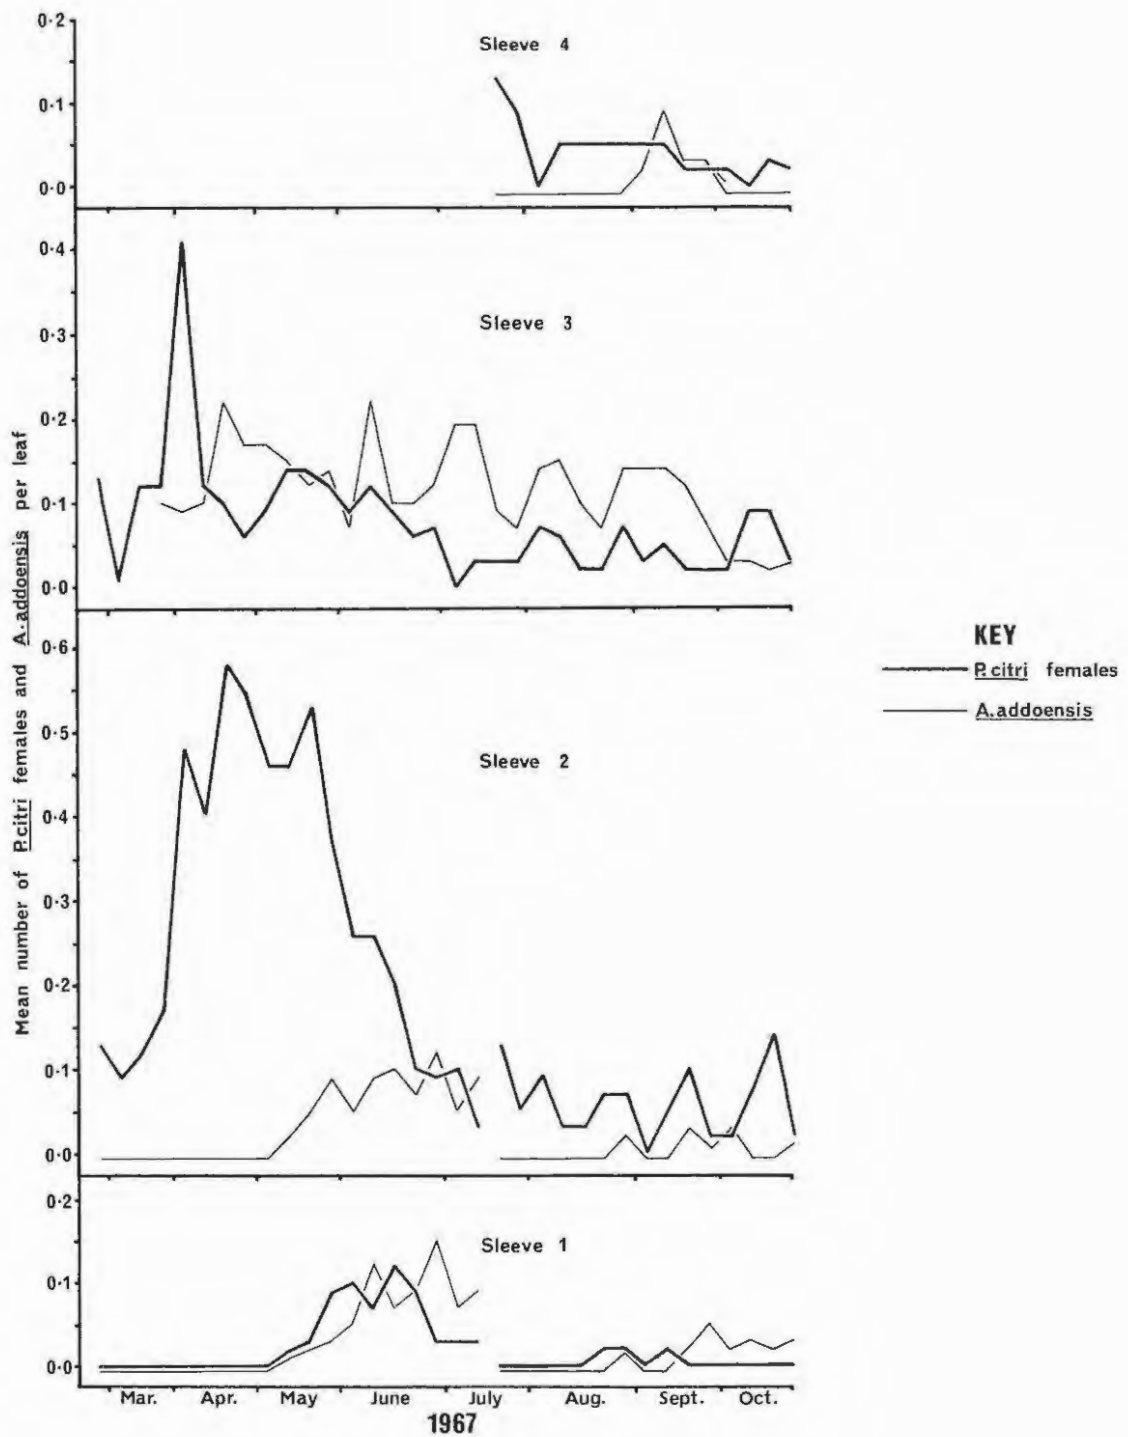 Mean number of P.citri females and A.addoensis per leaf
0·2
0·1
0·0
Sleeve 4
0·4
0·3
0·2
0·1
0·0
Sleeve 3
0·6
0·5
0·4
0·3
0·2
0·1
0·0
Sleeve 2
0·2
0·1
0·0
Sleeve 1
Mar. Apr. May June July Aug. Sept. Oct.
1967
KEY
P.citri females
A.addoensis